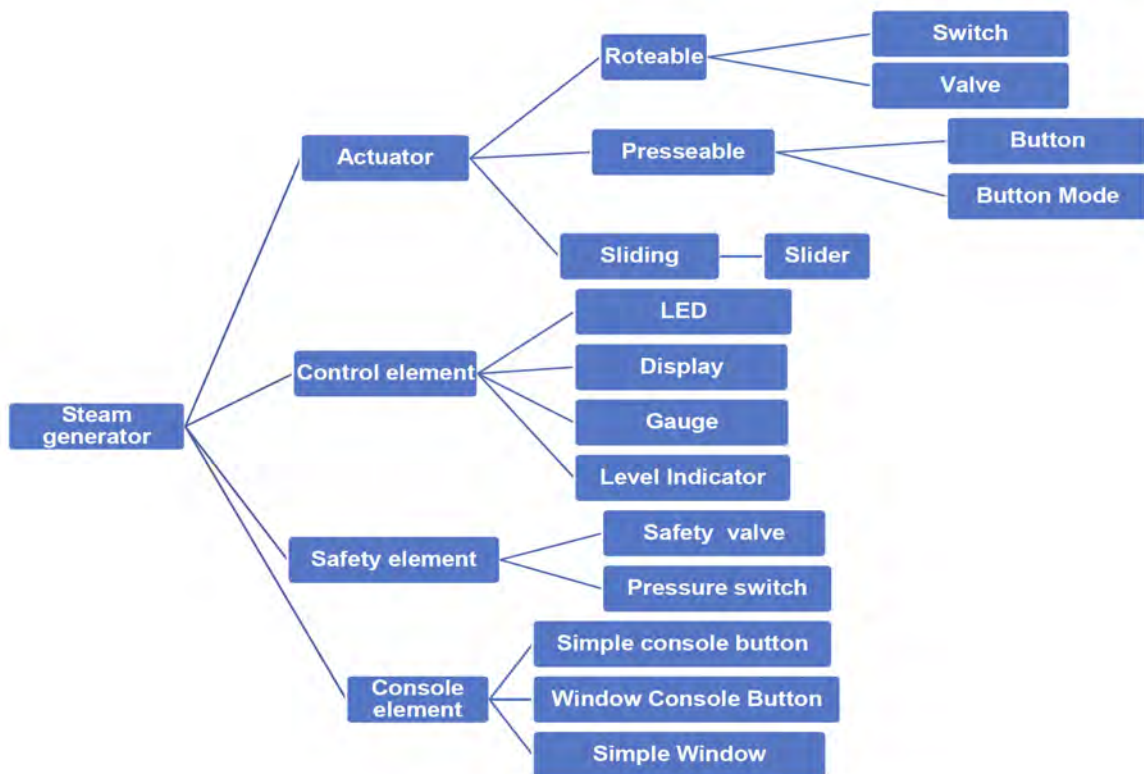 Steam
generator
Actuator
Roteable
Switch
Valve
Presseable
Button
Button Mode
Sliding
Slider
Control element
LED
Display
Gauge
Level Indicator
Safety element
Safety valve
Pressure switch
Console
element
Simple console button
Window Console Button
Simple Window